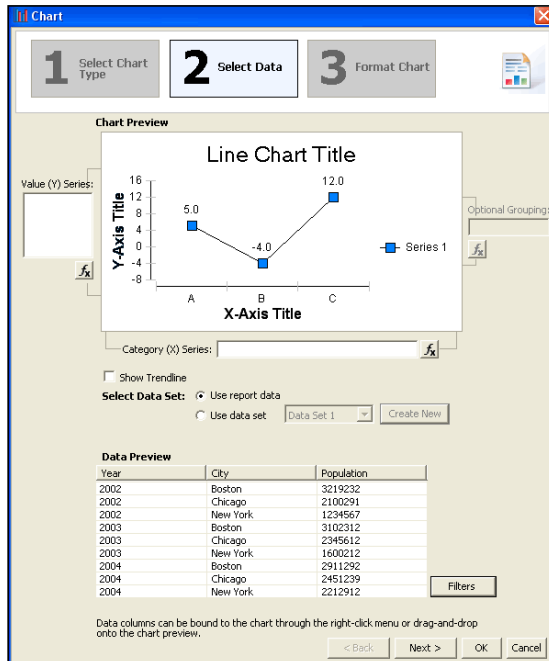 Chart
1 Select Chart Type
2 Select Data
3 Format Chart
Chart Preview
Line Chart Title
Value (Y) Series:
Y-Axis Title
16
12
8
4
0
-4
-8
5.0
-4.0
12.0
Series 1
A B C
X-Axis Title
Optional Grouping:
fx
fx
Category (X) Series:
fx
Show Trendline
Select Data Set: Use report data
Use data set Data Set 1 Create New
Data Preview
Year City Population
2002 Boston 3219232
2002 Chicago 2100291
2002 New York 1234567
2003 Boston 3102312
2003 Chicago 2345612
2003 New York 1600212
2004 Boston 2911292
2004 Chicago 2451239
2004 New York 2212912
Filters
Data columns can be bound to the chart through the right-click menu or drag-and-drop
onto the chart preview.
< Back Next > OK Cancel